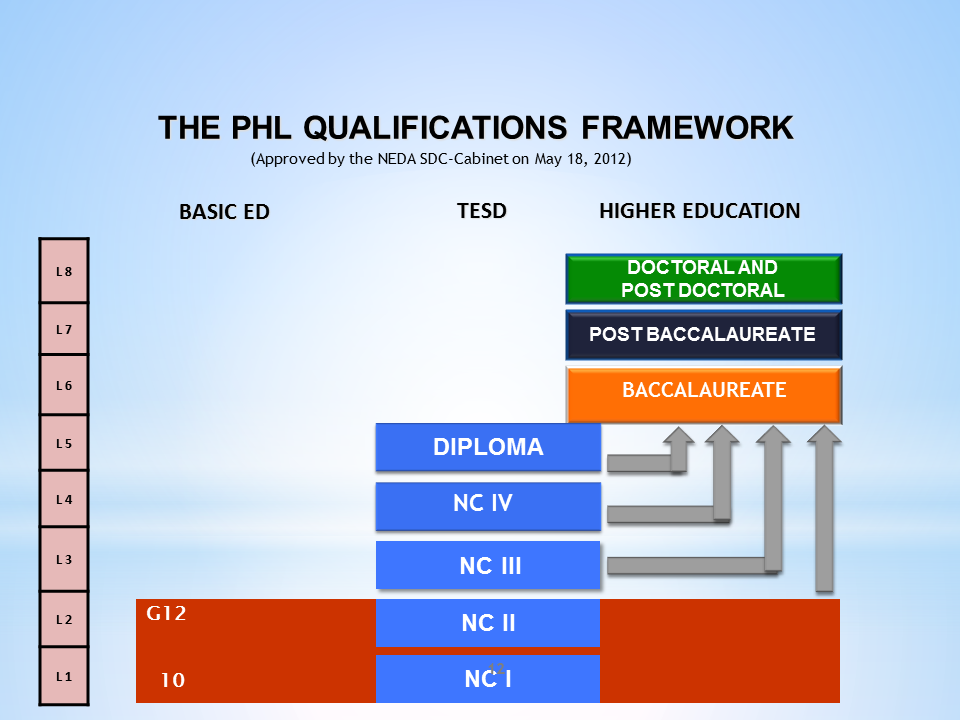 THE PHL QUALIFICATIONS FRAMEWORK
(Approved by the NEDA SDC-Cabinet on May 18, 2012)
BASIC ED
TESD
HIGHER EDUCATION
L 8
DOCTORAL AND
POST DOCTORAL
L 7
POST BACCALAUREATE
L 6
BACCALAUREATE
L 5
DIPLOMA
L 4
NC IV
L 3
NC III
L 2
G12
NC II
L 1
10
NC I
12